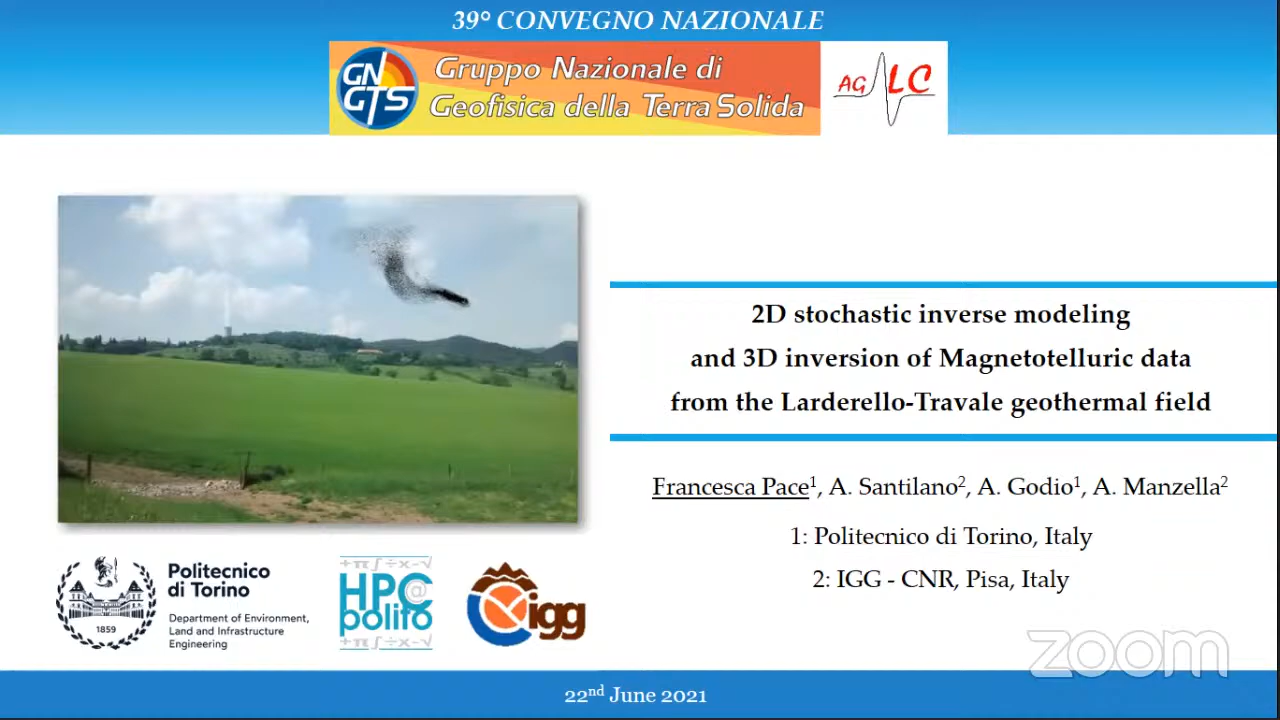 39° CONVEGNO NAZIONALE
GN
GTS
Gruppo Nazionale di
Geofisica della Terra Solida
AG LC
2D stochastic inverse modeling
and 3D inversion of Magnetotelluric data
from the Larderello-Travale geothermal field
Francesca Pace¹, A. Santilano², A. Godio¹, A. Manzella²
1: Politecnico di Torino, Italy
2: IGG - CNR, Pisa, Italy
1859
Politecnico
di Torino
Department of Environment,
Land and Infrastructure
Engineering
+π∫÷×-√
HPC@
polito
+π∫÷×-√
igg
zoom
22nd June 2021